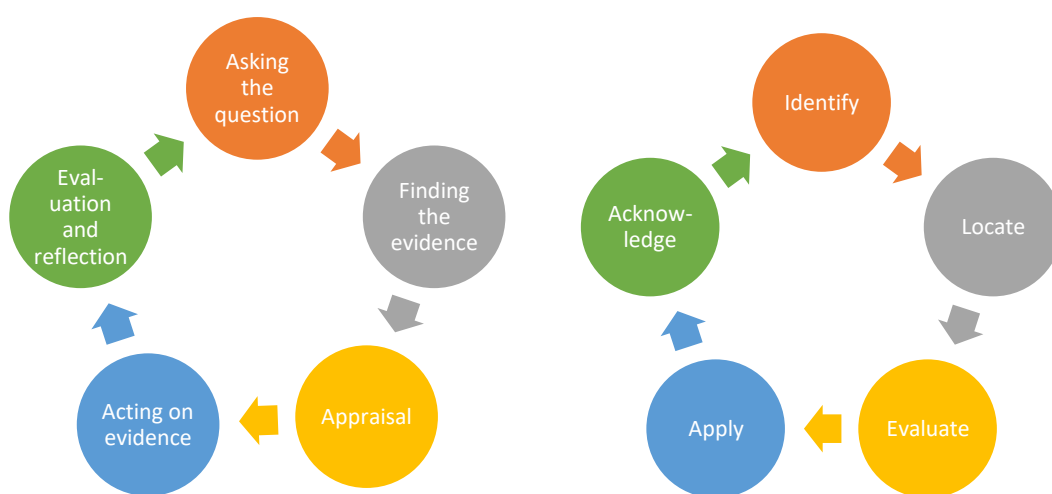 Asking
the
question
Finding
the
evidence
Appraisal
Acting on
evidence
Eval-
uation
and
reflection
Identify
Locate
Evaluate
Apply
Acknow-
ledge